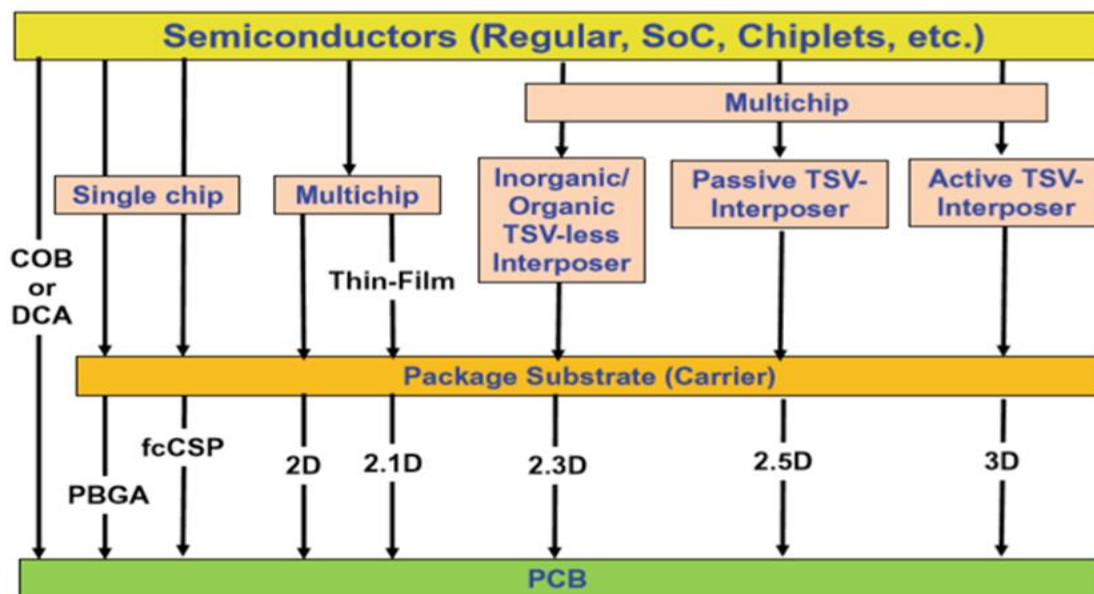 Semiconductors (Regular, SoC, Chiplets, etc.)
Multichip
Single chip
Multichip
Inorganic/
Organic
TSV-less
Interposer
Passive TSV-
Interposer
Active TSV-
Interposer
COB
or
DCA
Thin-Film
Package Substrate (Carrier)
PBGA
fcCSP
2D
2.1D
2.3D
2.5D
3D
PCB